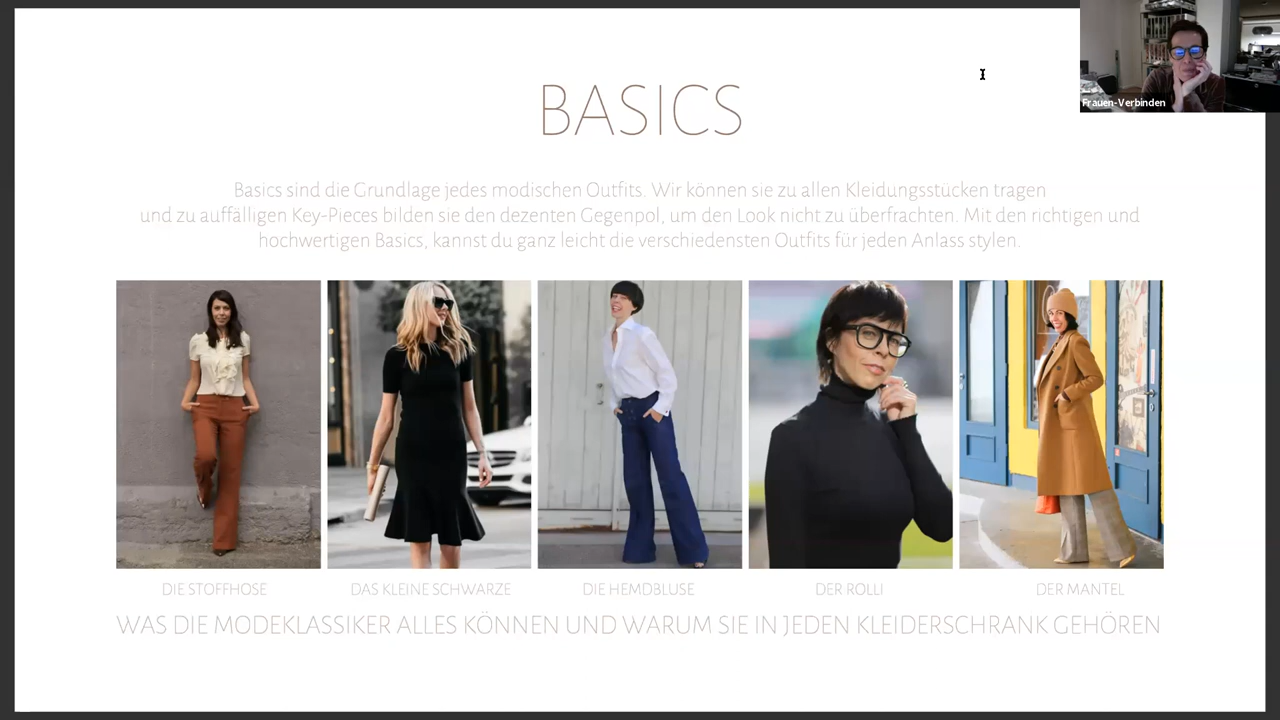 BASICS
Frauen-Verbinden
Basics sind die Grundlage jedes modischen Outfits. Wir können sie zu allen Kleidungsstücken tragen
und zu auffälligen Key-Pieces bilden sie den dezenten Gegenpol, um den Look nicht zu überfrachten. Mit den richtigen und
hochwertigen Basics, kannst du ganz leicht die verschiedensten Outfits für jeden Anlass stylen.
DIE STOFFHOSE
DAS KLEINE SCHWARZE
DIE HEMDBLUSE
DER ROLLI
DER MANTEL
WAS DIE MODEKLASSIKER ALLES KÖNNEN UND WARUM SIE IN JEDEN KLEIDERSCHRANK GEHÖREN